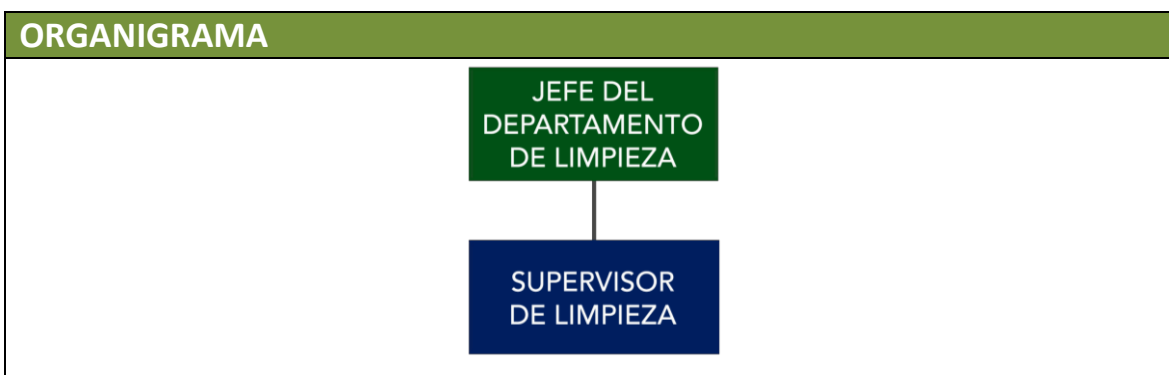 ORGANIGRAMA
JEFE DEL
DEPARTAMENTO
DE LIMPIEZA
SUPERVISOR
DE LIMPIEZA